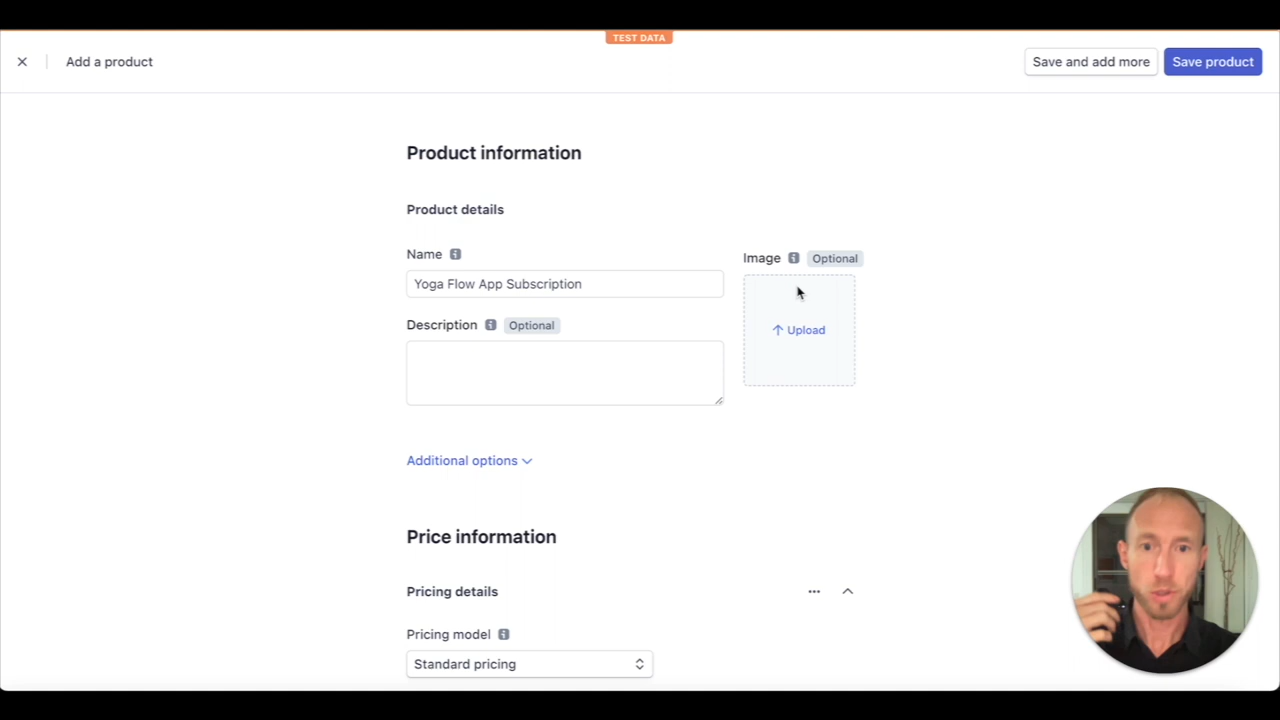 TEST DATA
Add a product
Save and add more
Save product
Product information
Product details
Name
Image Optional
Yoga Flow App Subscription
Upload
Description Optional
Additional options
Price information
Pricing details
Pricing model
Standard pricing